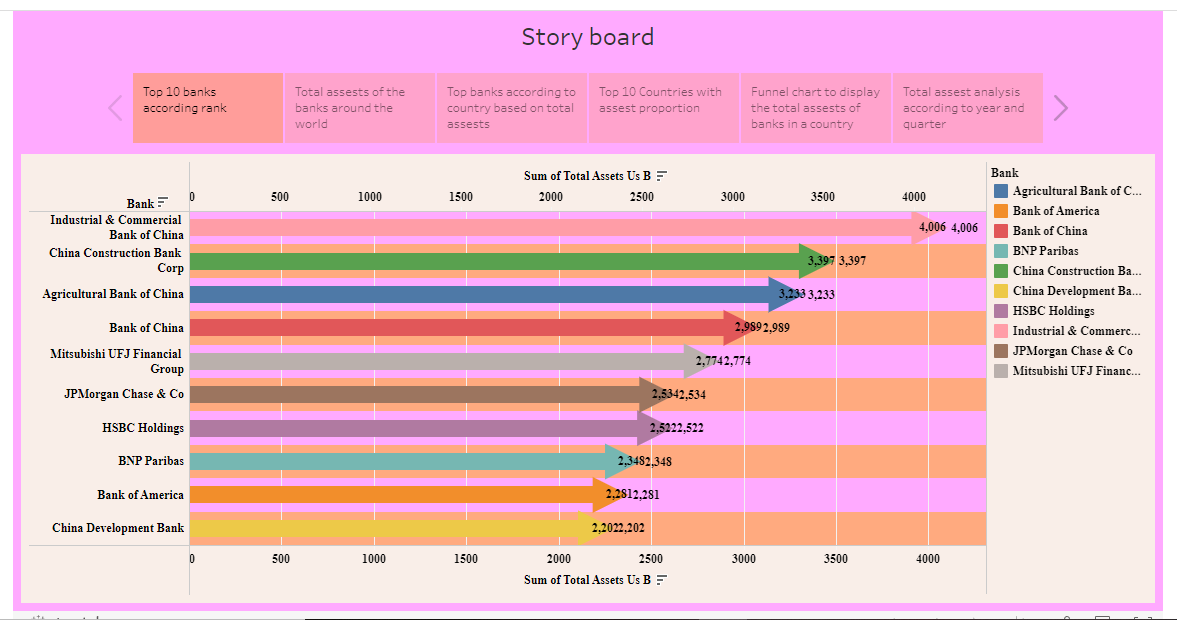 Story board
Top 10 banks
according rank
Total assests of the
banks around the
world
Top banks according to
country based on total
assests
Top 10 Countries with
assest proportion
Funnel chart to display
the total assests of
banks in a country
Total assest analysis
according to year and
quarter
Sum of Total Assets Us B
0 500 1000 1500 2000 2500 3000 3500 4000
Bank
Industrial & Commercial
Bank of China
4,006 4,006
China Construction Bank
Corp
3,397 3,397
Agricultural Bank of China 3,233 3,233
Bank of China 2,989 2,989
Mitsubishi UFJ Financial
Group
2,774 2,774
JPMorgan Chase & Co 2,534 2,534
HSBC Holdings 2,522 2,522
BNP Paribas 2,348 2,348
Bank of America 2,281 2,281
China Development Bank 2,202 2,202
0 500 1000 1500 2000 2500 3000 3500 4000
Sum of Total Assets Us B
Bank
Agricultural Bank of C...
Bank of America
Bank of China
BNP Paribas
China Construction Ba...
China Development Ba...
HSBC Holdings
Industrial & Commerc...
JPMorgan Chase & Co
Mitsubishi UFJ Financ...